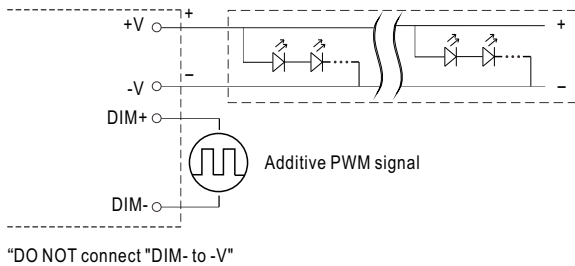 +V + +
-V – –
DIM+
Additive PWM signal
DIM-
“DO NOT connect "DIM- to -V"